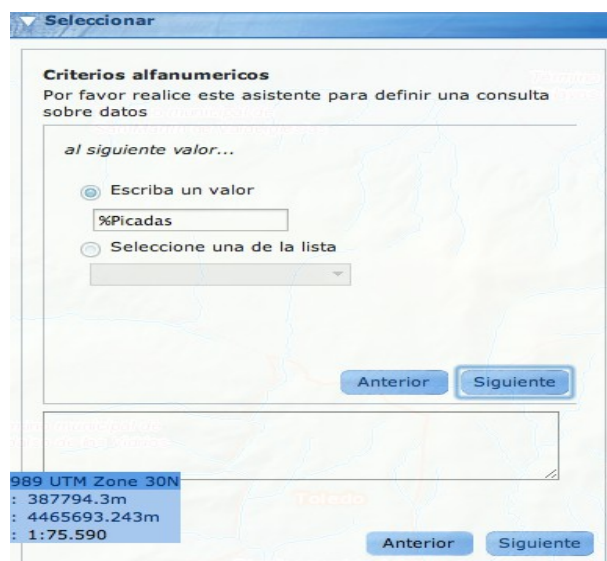 Seleccionar
Criterios alfanumericos
Por favor realice este asistente para definir una consulta
sobre datos
al siguiente valor...
Escriba un valor
%Picadas
Seleccione una de la lista
Anterior Siguiente
989 UTM Zone 30N
: 387794.3m
: 4465693.243m
: 1:75.590
Toledo
Anterior Siguiente